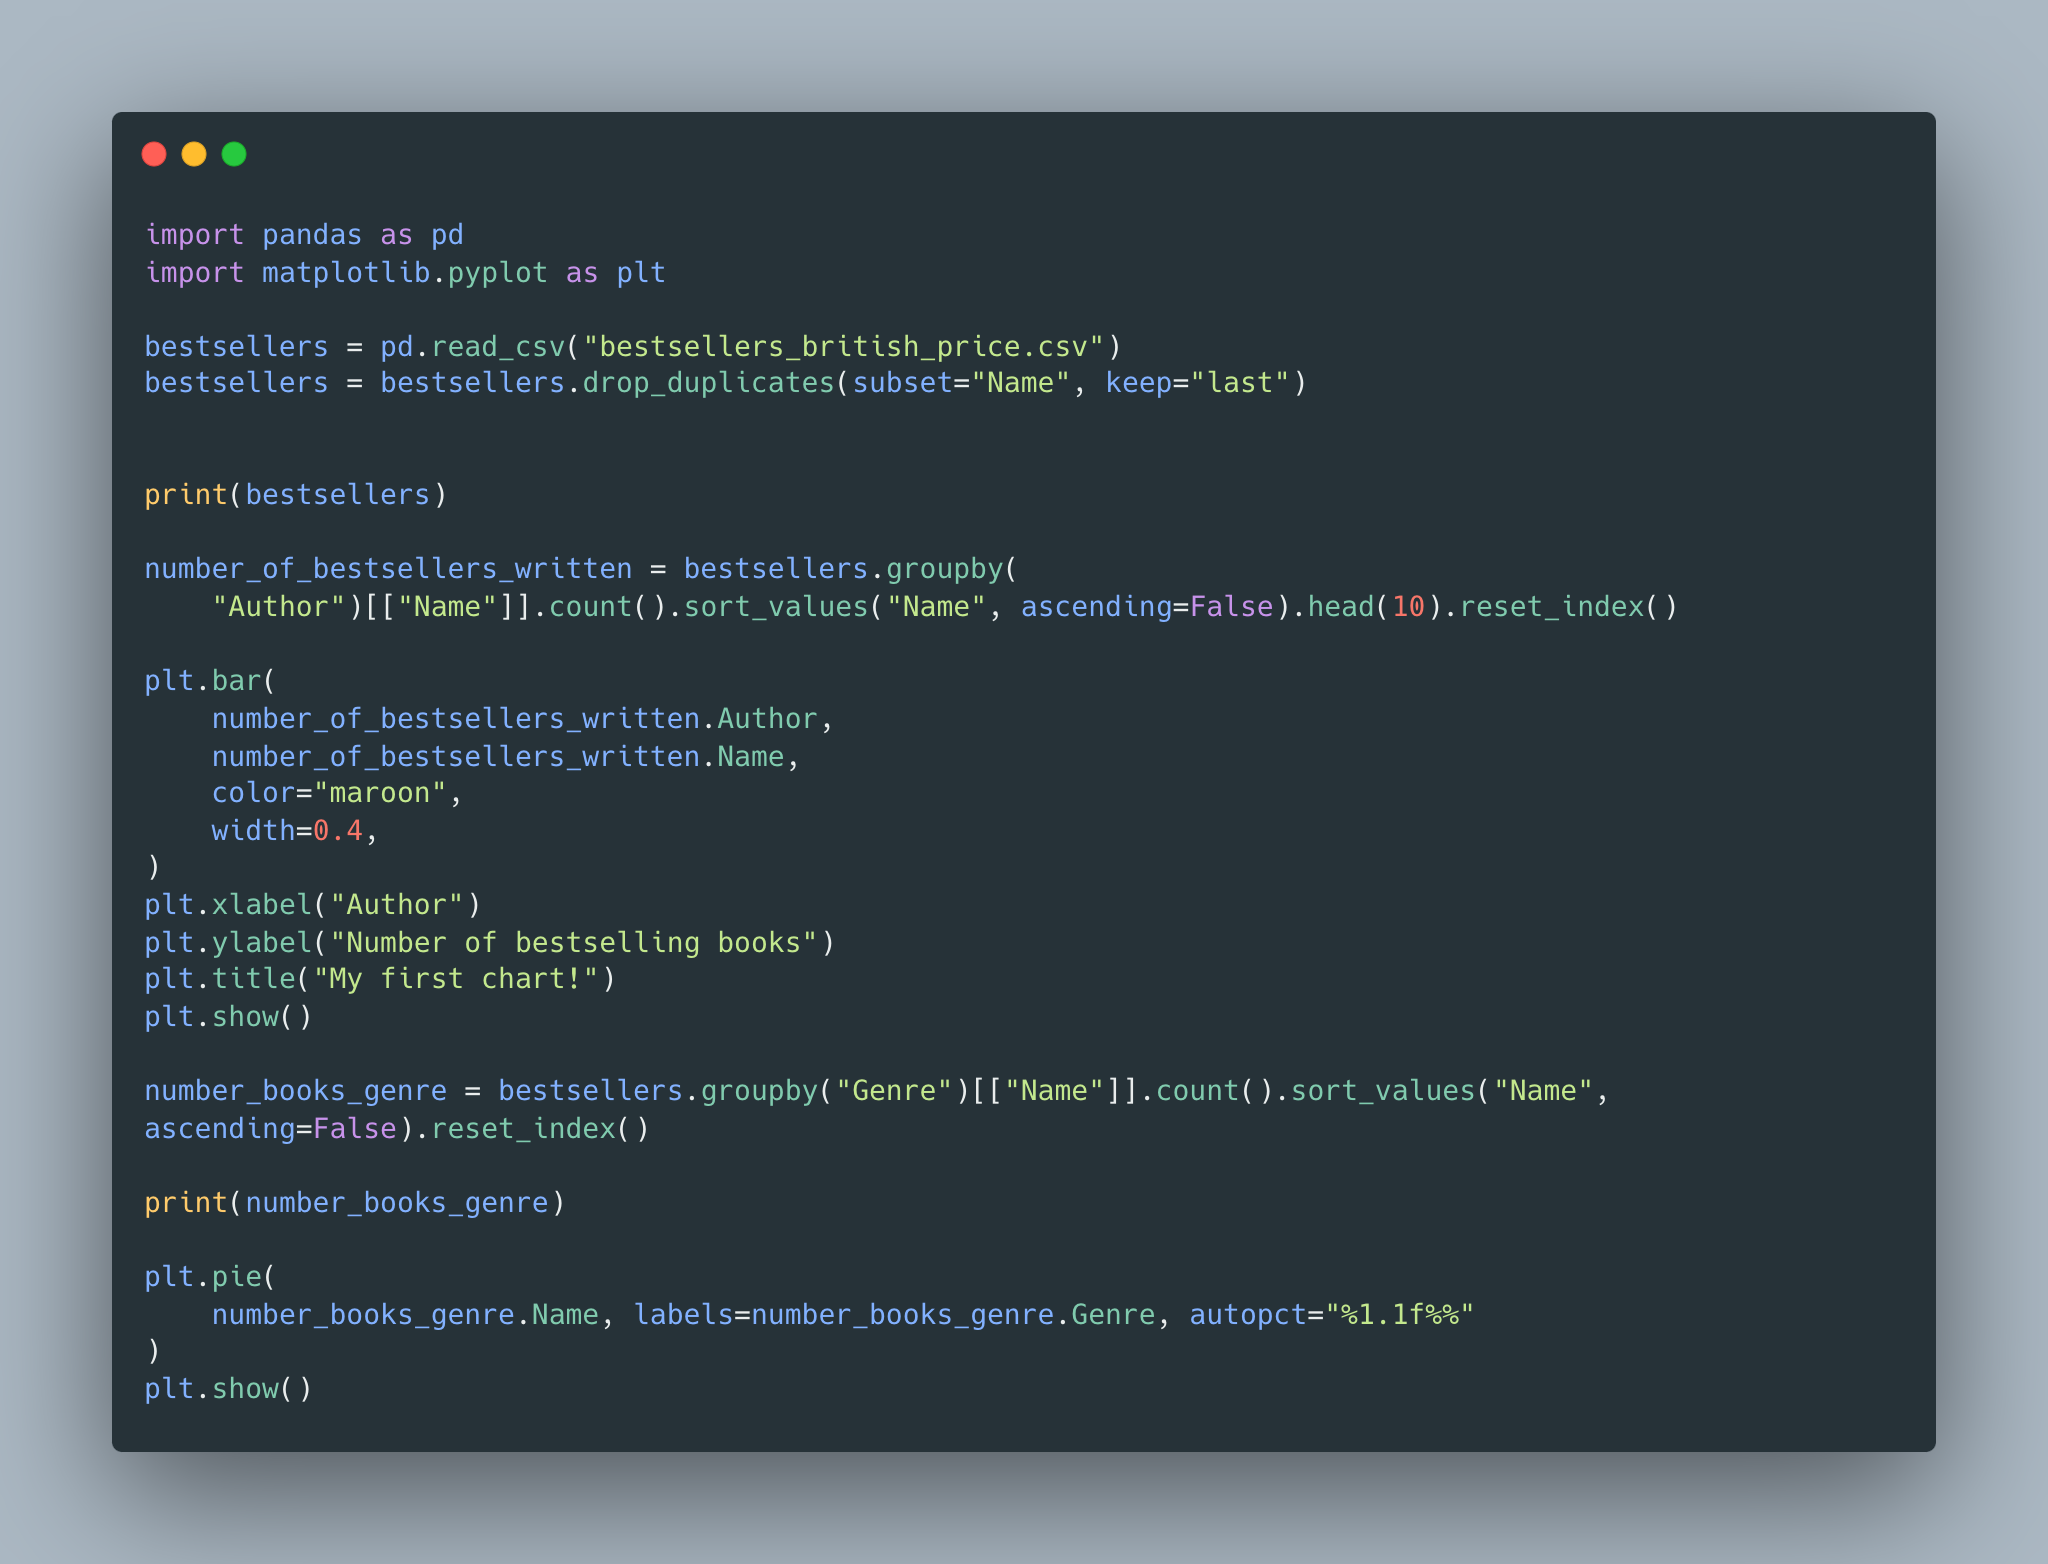 import pandas as pd
import matplotlib.pyplot as plt

bestsellers = pd.read_csv("bestsellers_british_price.csv")
bestsellers = bestsellers.drop_duplicates(subset="Name", keep="last")


print(bestsellers)

number_of_bestsellers_written = bestsellers.groupby(
    "Author")[["Name"]].count().sort_values("Name", ascending=False).head(10).reset_index()

plt.bar(
    number_of_bestsellers_written.Author,
    number_of_bestsellers_written.Name,
    color="maroon",
    width=0.4,
)
plt.xlabel("Author")
plt.ylabel("Number of bestselling books")
plt.title("My first chart!")
plt.show()

number_books_genre = bestsellers.groupby("Genre")[["Name"]].count().sort_values("Name",
ascending=False).reset_index()

print(number_books_genre)

plt.pie(
    number_books_genre.Name, labels=number_books_genre.Genre, autopct="%1.1f%%"
)
plt.show()